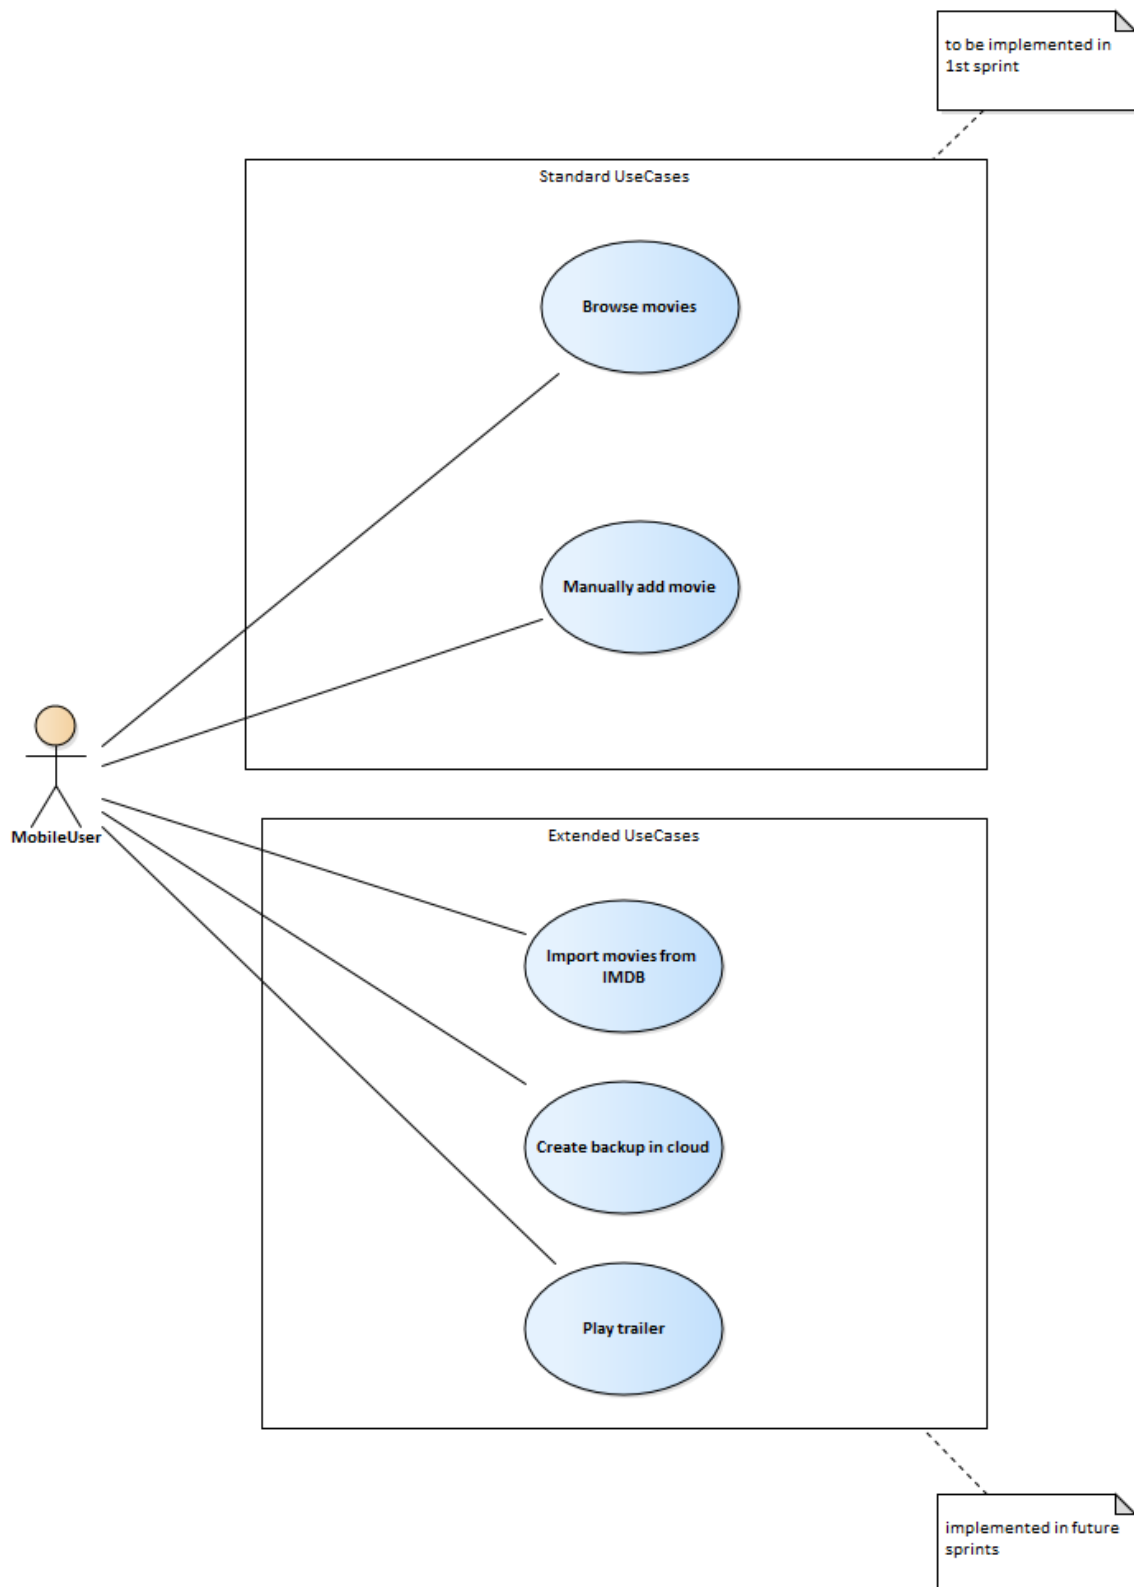 to be implemented in
1st sprint
Standard UseCases
Browse movies
Manually add movie
MobileUser
Extended UseCases
Import movies from
IMDB
Create backup in cloud
Play trailer
implemented in future
sprints